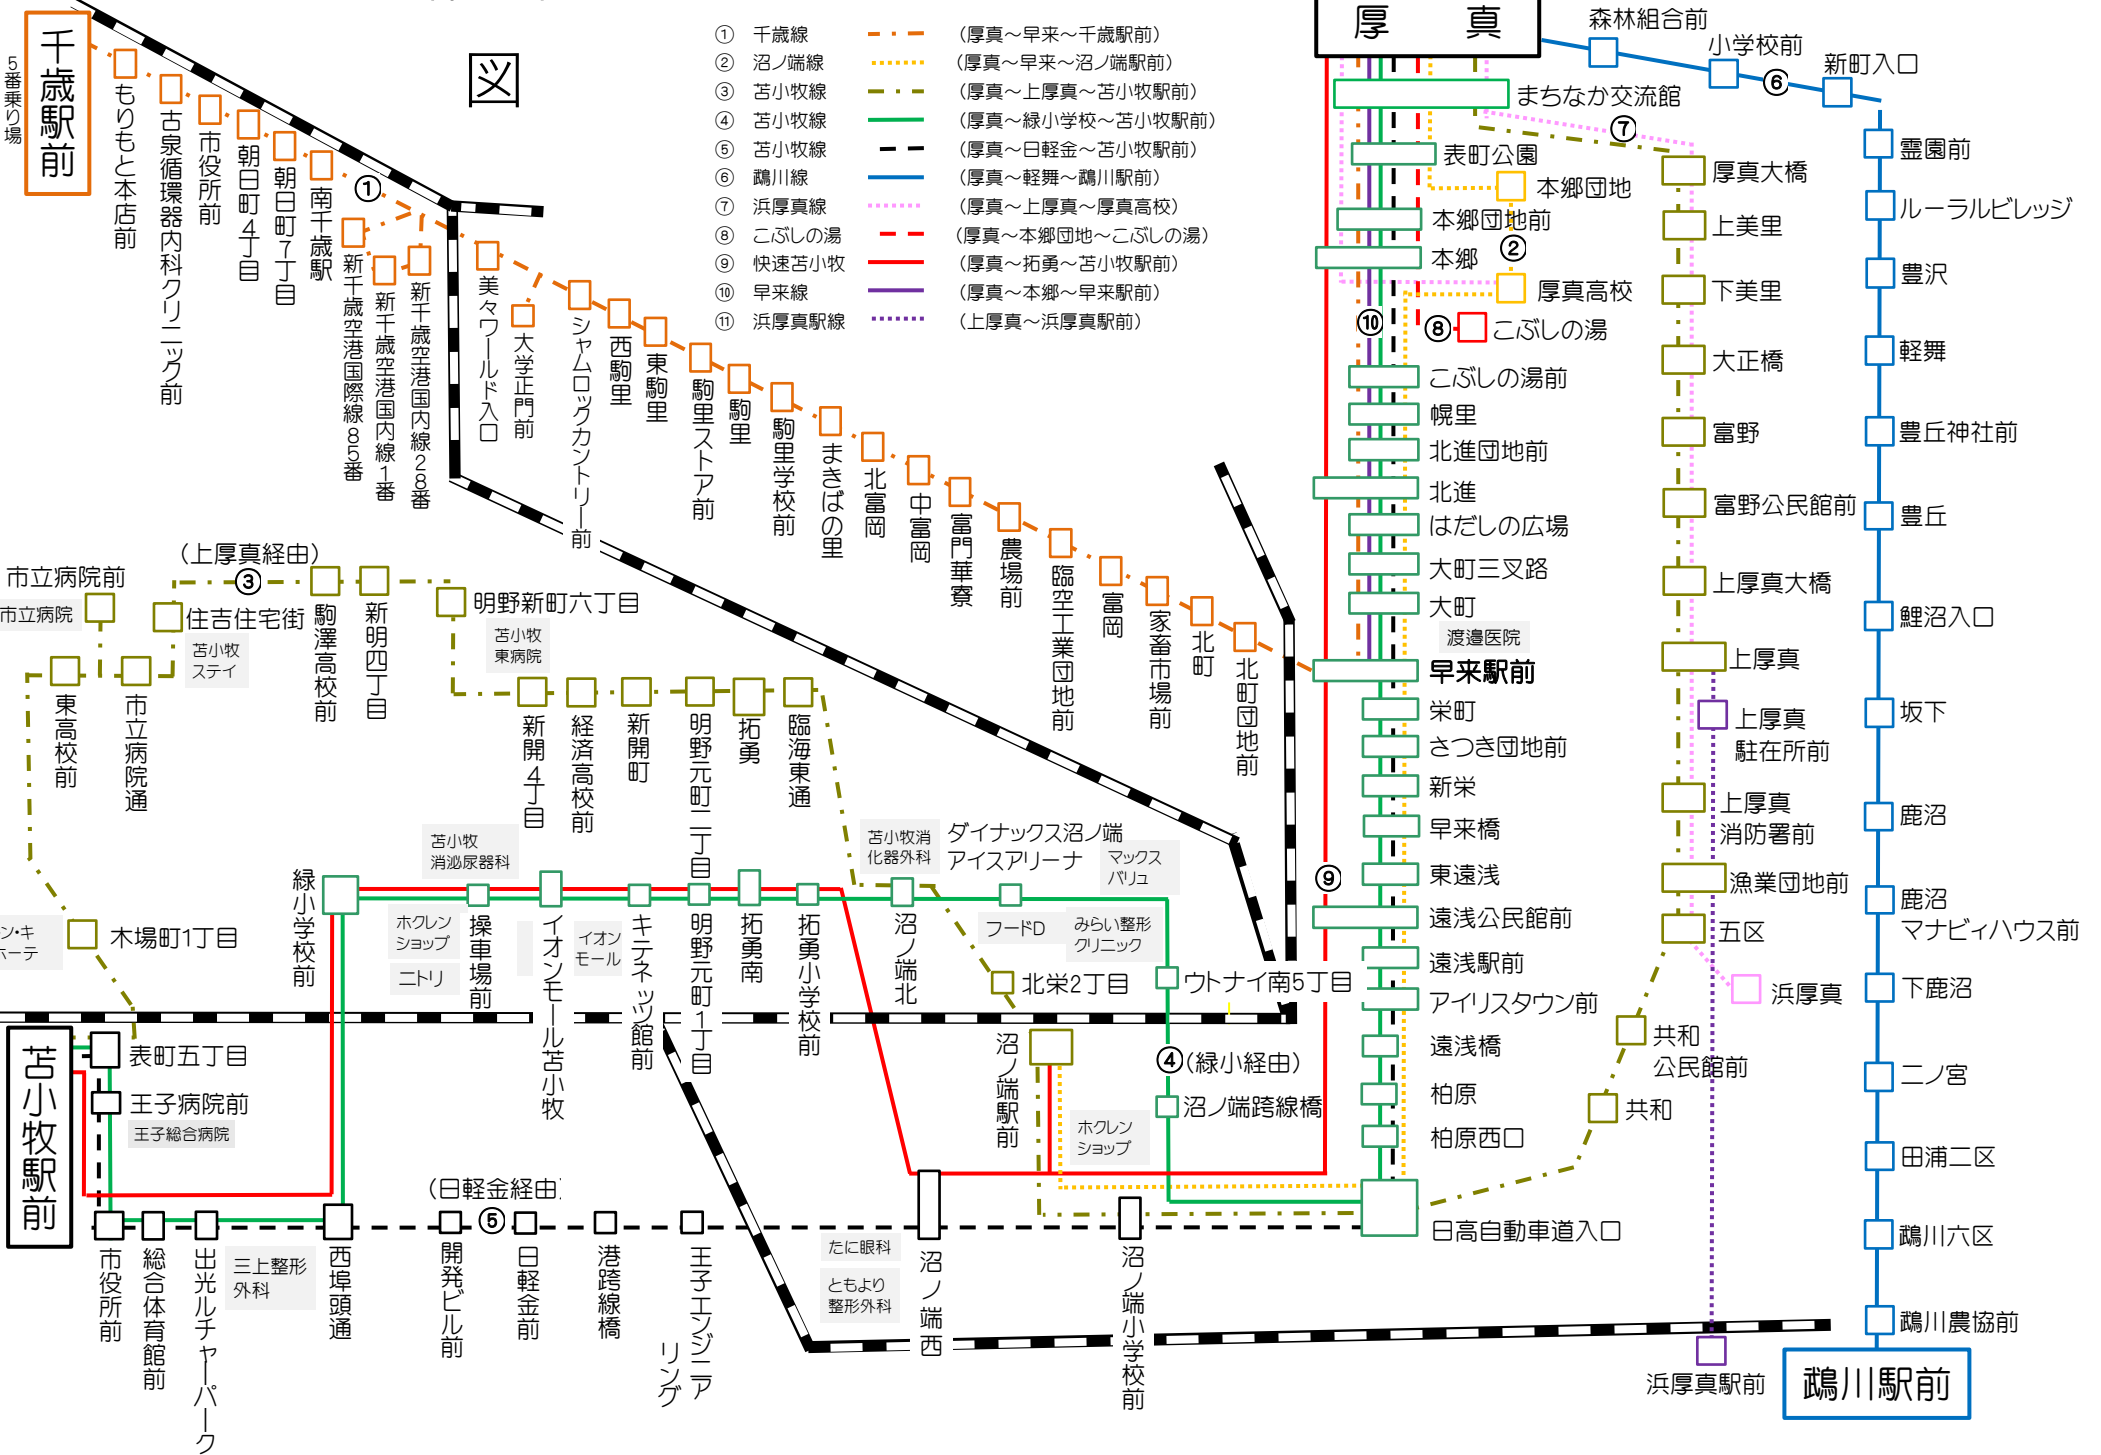 図
① 千歳線 (厚真～早来～千歳駅前)
② 沼ノ端線 (厚真～早来～沼ノ端駅前)
③ 苫小牧線 (厚真～上厚真～苫小牧駅前)
④ 苫小牧線 (厚真～緑小学校～苫小牧駅前)
⑤ 苫小牧線 (厚真～日軽金～苫小牧駅前)
⑥ 鵡川線 (厚真～軽舞～鵡川駅前)
⑦ 浜厚真線 (厚真～上厚真～厚真高校)
⑧ こぶしの湯 (厚真～本郷団地～こぶしの湯)
⑨ 快速苫小牧 (厚真～拓勇～苫小牧駅前)
⑩ 早来線 (厚真～本郷～早来駅前)
⑪ 浜厚真駅線 (上厚真～浜厚真駅前)
5番乗り場
千歳駅前
もりもと本店前
古泉循環器内科クリニック前
市役所前
朝日町4丁目
朝日町7丁目
南千歳駅
①
新千歳空港国際線85番
新千歳空港国内線1番
新千歳空港国内線28番
美々ワールド入口
大学正門前
シャムロックカントリー前
西駒里
東駒里
駒里ストア前
駒里
駒里学校前
まきばの里
北富岡
中富岡
富門華寮
農場前
臨空工業団地前
富岡
家畜市場前
北町
北町団地前
厚 真
まちなか交流館
表町公園
本郷団地
本郷団地前
②
本郷
厚真高校
⑩
⑧
こぶしの湯
こぶしの湯前
幌里
北進団地前
北進
はだしの広場
大町三叉路
大町
渡邉医院
早来駅前
栄町
さつき団地前
新栄
早来橋
東遠浅
⑨
遠浅公民館前
遠浅駅前
アイリスタウン前
遠浅橋
柏原
柏原西口
日高自動車道入口
森林組合前
小学校前
⑥
新町入口
霊園前
ルーラルビレッジ
豊沢
軽舞
豊丘神社前
豊丘
鯉沼入口
坂下
鹿沼
鹿沼
マナビィハウス前
下鹿沼
二ノ宮
田浦二区
鵡川六区
鵡川農協前
鵡川駅前
⑦
厚真大橋
上美里
下美里
大正橋
富野
富野公民館前
上厚真大橋
上厚真
上厚真
駐在所前
上厚真
消防署前
漁業団地前
五区
浜厚真
共和
公民館前
共和
浜厚真駅前
(上厚真経由)
③
市立病院前
市立病院
住吉住宅街
苫小牧
ステイ
駒澤高校前
新明四丁目
明野新町六丁目
苫小牧
東病院
東高校前
市立病院通
新開4丁目
経済高校前
新開町
明野元町二丁目
拓勇
臨海東通
木場町1丁目
緑小学校前
苫小牧
消泌尿器科
ホクレン
ショップ
ニトリ
操車場前
イオンモール苫小牧
イオン
モール
キテネッツ館前
明野元町1丁目
拓勇南
拓勇小学校前
苫小牧消
化器外科
沼ノ端北
ダイナックス沼ノ端
アイスアリーナ
マックス
バリュ
フードD
みらい整形
クリニック
北栄2丁目
ウトナイ南5丁目
沼ノ端駅前
④
(緑小経由)
沼ノ端跨線橋
ホクレン
ショップ
苫小牧駅前
表町五丁目
王子病院前
王子総合病院
市役所前
総合体育館前
出光ルチャーパーク
三上整形
外科
西埠頭通
(日軽金経由)
⑤
開発ビル前
日軽金前
港跨線橋
王子エンジニア
リング
たに眼科
ともより
整形外科
沼ノ端西
沼ノ端小学校前